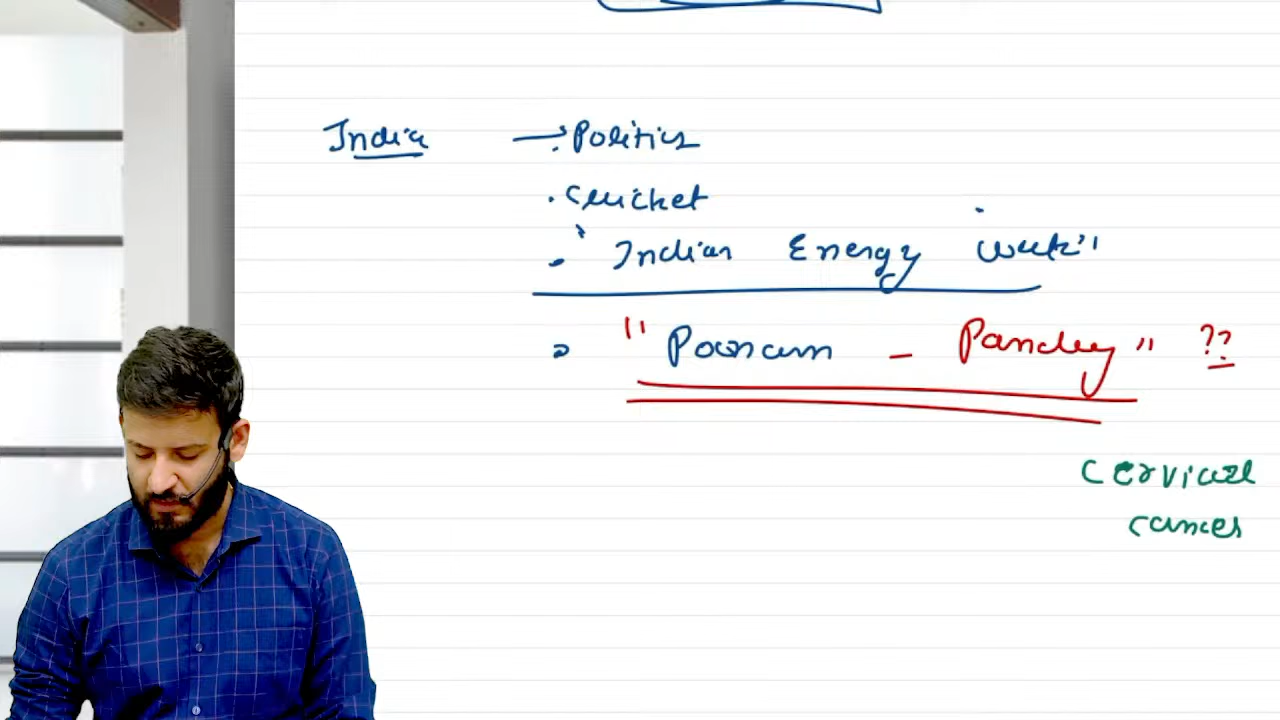 India → Politics
. Cricket
- " Indian Energy week"
" Poonam - Pandey" ??
Cervical
cancer